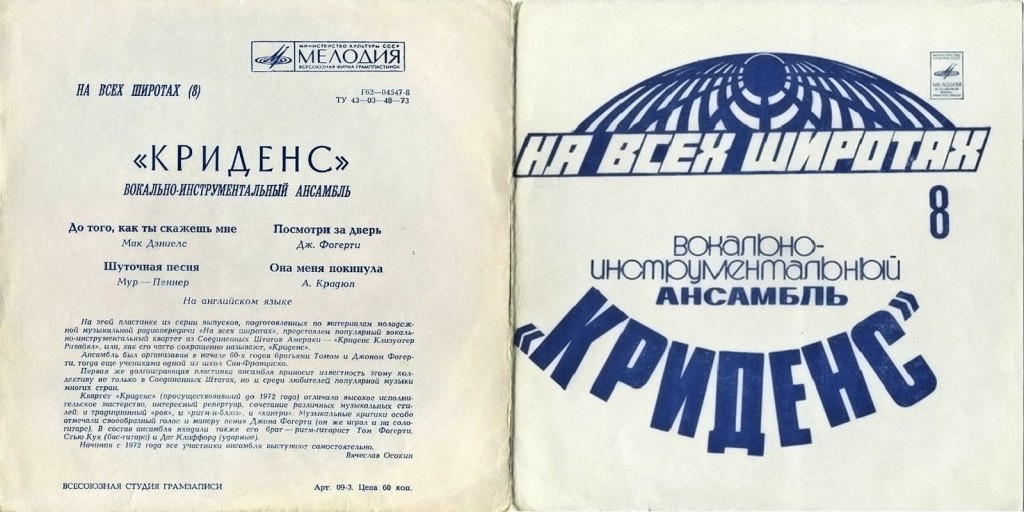 МИНИСТЕРСТВО КУЛЬТУРЫ СССР
МЕЛОДИЯ
ВСЕСОЮЗНАЯ ФИРМА ГРАМПЛАСТИНОК
НА ВСЕХ ШИРОТАХ (8)
Г62—04547-8
ТУ 43—03—48—73
«КРИДЕНС»
ВОКАЛЬНО-ИНСТРУМЕНТАЛЬНЫЙ АНСАМБЛЬ
До того, как ты скажешь мне
Мак Дэниелс
Посмотри за дверь
Дж. Фогерти
Шуточная песня
Мур — Пеннер
Она меня покинула
А. Крадюп
На английском языке
На этой пластинке из серии выпусков, подготовленных по материалам молодеж-
ной музыкальной радиопередачи «На всех широтах», представлен популярный вокаль-
но-инструментальный квартет из Соединенных Штатов Америки — «Криденс Клизуотер
Ривайвл», или, как его часто сокращенно называют, «Криденс».
Ансамбль был организован в начале 60-х годов братьями Томом и Джоном Фогер-
ти, тогда еще учениками одной из школ Сан-Франциско.
Первая же долгоиграющая пластинка ансамбля приносит известность этому кол-
лективу не только в Соединенных Штатах, но и среди любителей популярной музыки
многих стран.
Квартет «Криденс» (просуществовавший до 1972 года) отличало высокое исполни-
тельское мастерство, интересный репертуар, сочетание различных музыкальных сти-
лей: и традиционный «рок», и «ритм-н-блюз», и «кантри». Музыкальные критики особо
отмечали своеобразный голос и манеру пения Джона Фогерти (он же играл и на соло-
гитаре). В состав ансамбля входили также его брат — ритм-гитарист Том Фогерти,
Стью Кук (бас-гитара) и Даг Клиффорд (ударные).
Начиная с 1972 года все участники ансамбля выступают самостоятельно.
Вячеслав Осокин
ВСЕСОЮЗНАЯ СТУДИЯ ГРАМЗАПИСИ
Арт. 09-3. Цена 60 коп.
МЕЛОДИЯ
НА ВСЕХ ШИРОТАХ
8
ВОКАЛЬНО-
ИНСТРУМЕНТАЛЬНЫЙ
АНСАМБЛЬ
«КРИДЕНС»